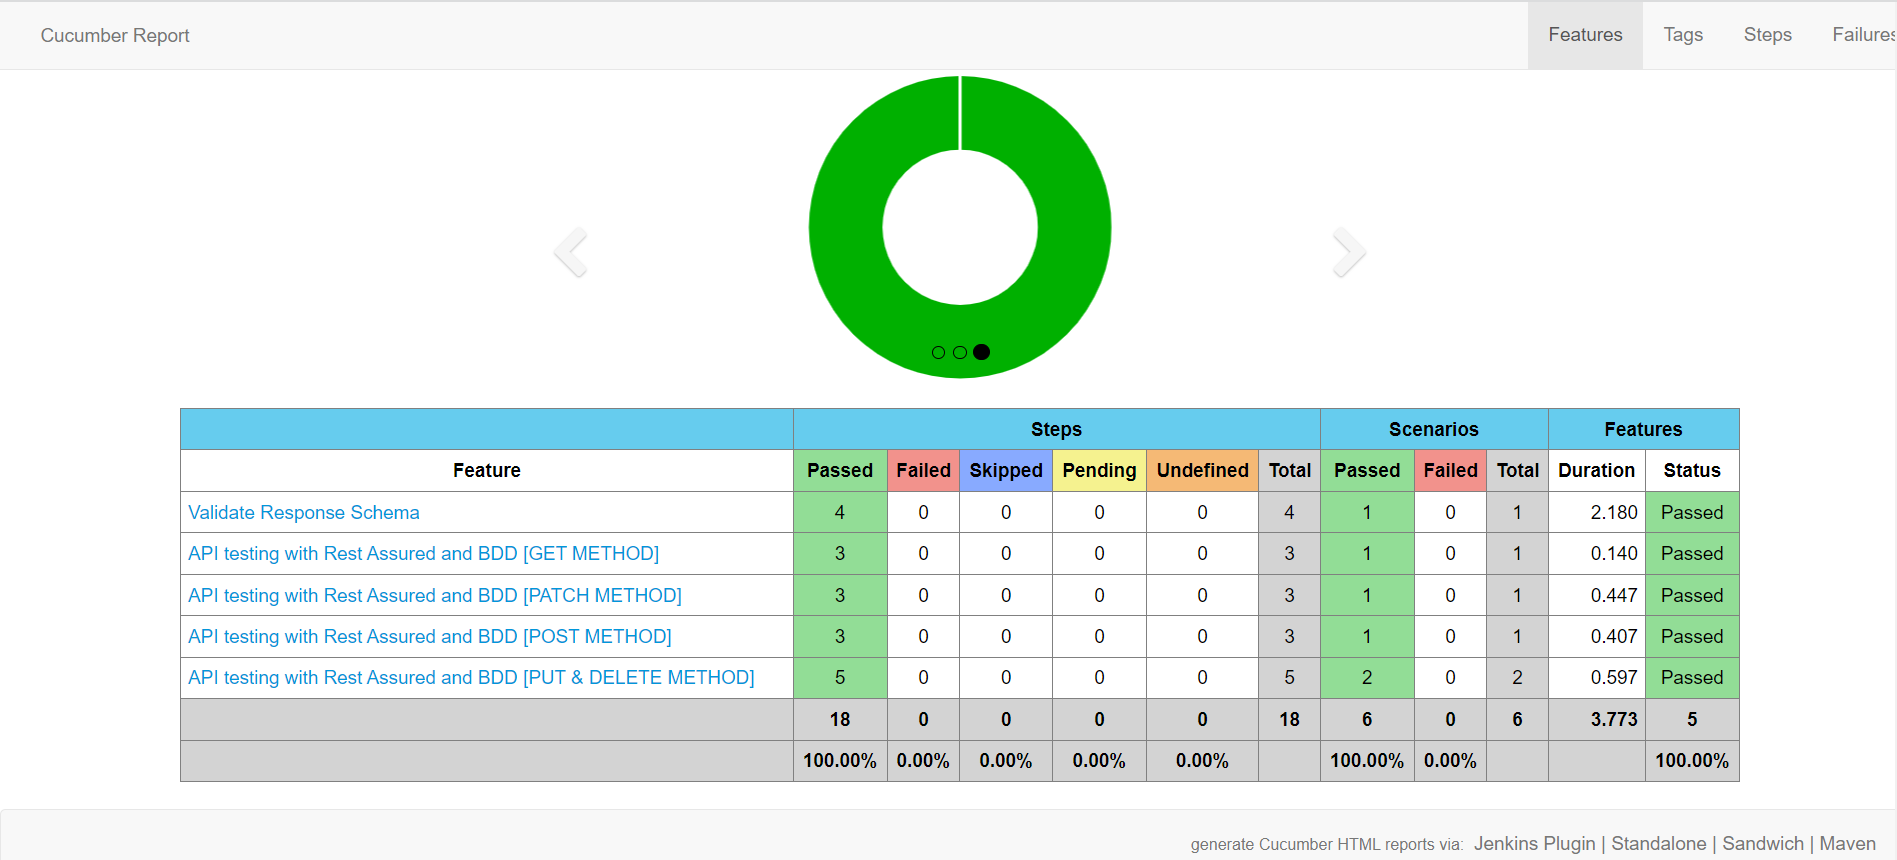 Cucumber Report Features Tags Steps Failures
Steps Scenarios Features
Feature Passed Failed Skipped Pending Undefined Total Passed Failed Total Duration Status
Validate Response Schema 4 0 0 0 0 4 1 0 1 2.180 Passed
API testing with Rest Assured and BDD [GET METHOD] 3 0 0 0 0 3 1 0 1 0.140 Passed
API testing with Rest Assured and BDD [PATCH METHOD] 3 0 0 0 0 3 1 0 1 0.447 Passed
API testing with Rest Assured and BDD [POST METHOD] 3 0 0 0 0 3 1 0 1 0.407 Passed
API testing with Rest Assured and BDD [PUT & DELETE METHOD] 5 0 0 0 0 5 2 0 2 0.597 Passed
18 0 0 0 0 18 6 0 6 3.773 5
100.00% 0.00% 0.00% 0.00% 0.00% 100.00% 0.00% 100.00%
generate Cucumber HTML reports via: Jenkins Plugin | Standalone | Sandwich | Maven